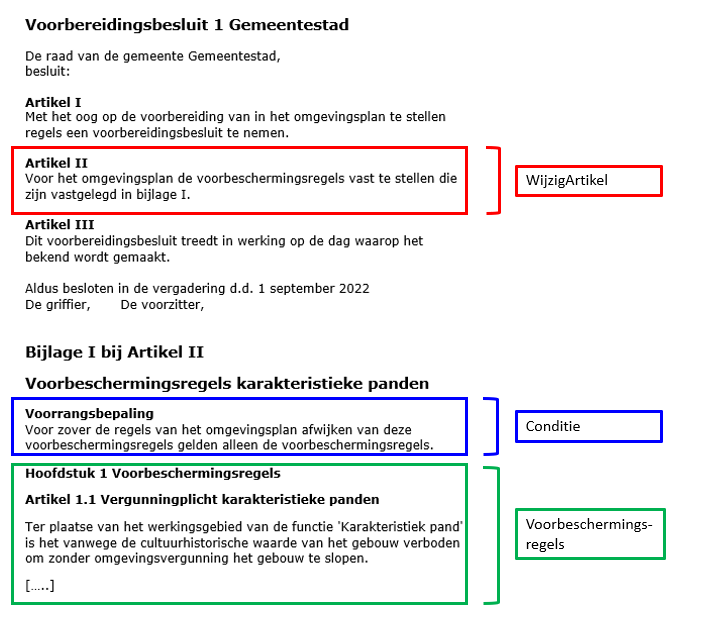 Voorbereidingsbesluit 1 Gemeentestad
De raad van de gemeente Gemeentestad,
besluit:
Artikel I
Met het oog op de voorbereiding van in het omgevingsplan te stellen
regels een voorbereidingsbesluit te nemen.
Artikel II
Voor het omgevingsplan de voorbeschermingsregels vast te stellen die
zijn vastgelegd in bijlage I.
WijzigArtikel
Artikel III
Dit voorbereidingsbesluit treedt in werking op de dag waarop het
bekend wordt gemaakt.
Aldus besloten in de vergadering d.d. 1 september 2022
De griffier, De voorzitter,
Bijlage I bij Artikel II
Voorbeschermingsregels karakteristieke panden
Voorrangsbepaling
Voor zover de regels van het omgevingsplan afwijken van deze
voorbeschermingsregels gelden alleen de voorbeschermingsregels.
Conditie
Hoofdstuk 1 Voorbeschermingsregels
Artikel 1.1 Vergunningplicht karakteristieke panden
Ter plaatse van het werkingsgebied van de functie 'Karakteristiek pand'
is het vanwege de cultuurhistorische waarde van het gebouw verboden
om zonder omgevingsvergunning het gebouw te slopen.
[.....]
Voorbeschermings-
regels